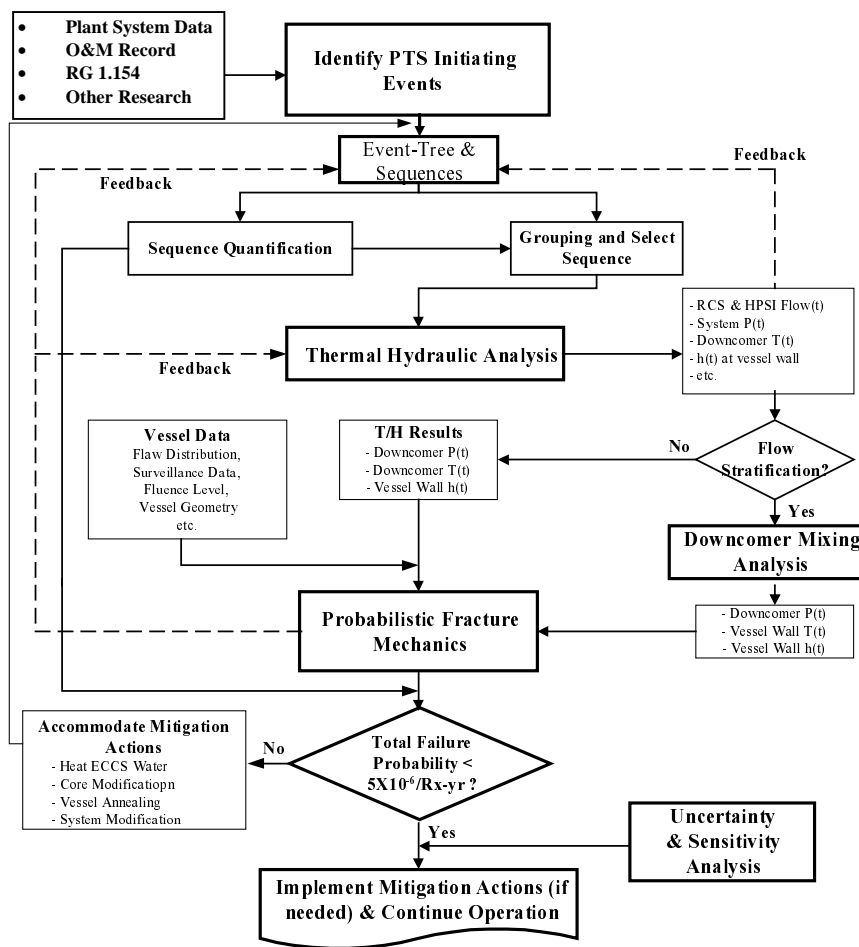 • Plant System Data
• O&M Record
• RG 1.154
• Other Research
Identify PTS Initiating
Events
Event-Tree &
Sequences
Feedback
Feedback
Sequence Quantification
Grouping and Select
Sequence
- RCS & HPSI Flow(t)
- System P(t)
- Downcomer T(t)
- h(t) at vessel wall
- etc.
Thermal Hydraulic Analysis
Feedback
Vessel Data
Flaw Distribution,
Surveillance Data,
Fluence Level,
Vessel Geometry
etc.
T/H Results
- Downcomer P(t)
- Downcomer T(t)
- Vessel Wall h(t)
No
Flow
Stratification?
Yes
Downcomer Mixing
Analysis
- Downcomer P(t)
- Vessel Wall T(t)
- Vessel Wall h(t)
Probabilistic Fracture
Mechanics
Accommodate Mitigation
Actions
- Heat ECCS Water
- Core Modificatiopn
- Vessel Annealing
- System Modification
No
Total Failure
Probability <
5X10⁻⁶/Rx-yr ?
Yes
Uncertainty
& Sensitivity
Analysis
Implement Mitigation Actions (if
needed) & Continue Operation